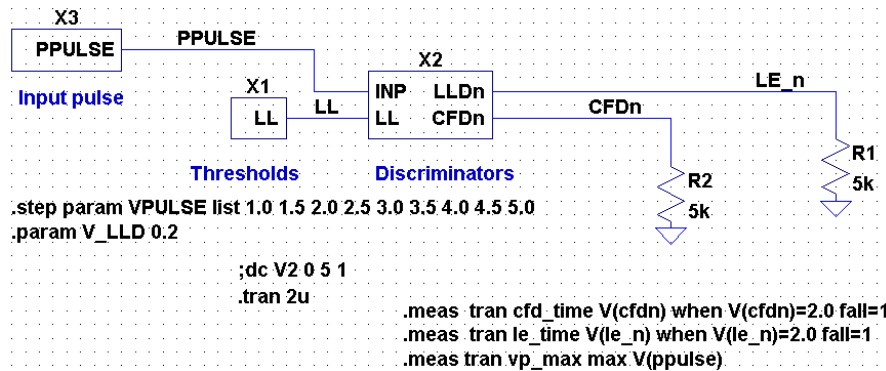 X3
PPULSE
PPULSE
Input pulse
X1
LL
LL
X2
INP LLDn
LL CFDn
LE_n
CFDn
R1
5k
R2
5k
Thresholds
Discriminators
.step param VPULSE list 1.0 1.5 2.0 2.5 3.0 3.5 4.0 4.5 5.0
.param V_LLD 0.2
;dc V2 0 5 1
.tran 2u
.meas tran cfd_time V(cfdn) when V(cfdn)=2.0 fall=1
.meas tran le_time V(le_n) when V(le_n)=2.0 fall=1
.meas tran vp_max max V(ppulse)